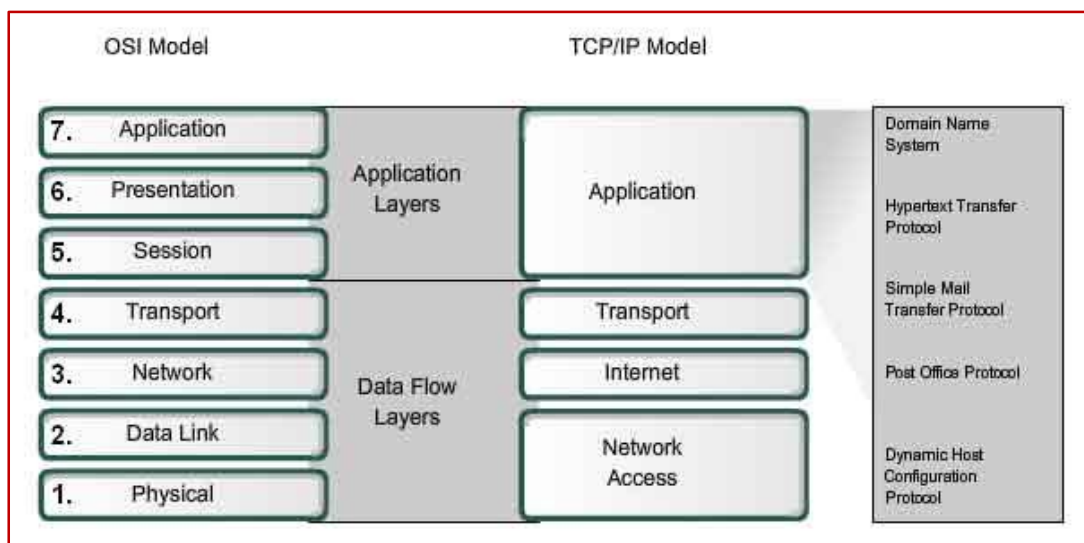 OSI Model
TCP/IP Model
7. Application
6. Presentation
5. Session
4. Transport
3. Network
2. Data Link
1. Physical
Application
Layers
Data Flow
Layers
Application
Transport
Internet
Network
Access
Domain Name
System
Hypertext Transfer
Protocol
Simple Mail
Transfer Protocol
Post Office Protocol
Dynamic Host
Configuration
Protocol